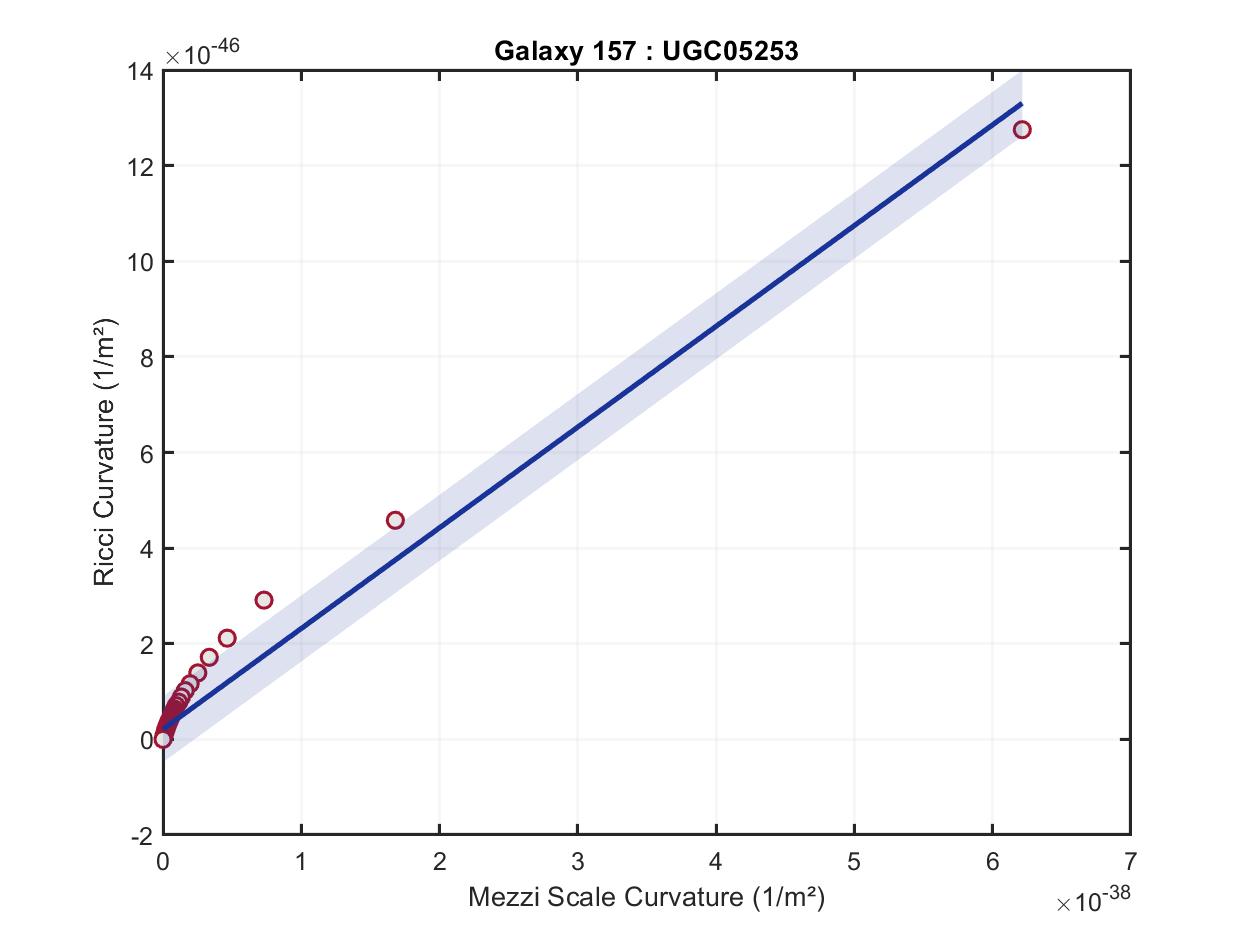 ×10⁻⁴⁶
Galaxy 157 : UGC05253
14
12
10
8
6
4
2
0
-2
Ricci Curvature (1/m²)
0 1 2 3 4 5 6 7
Mezzi Scale Curvature (1/m²)
×10⁻³⁸